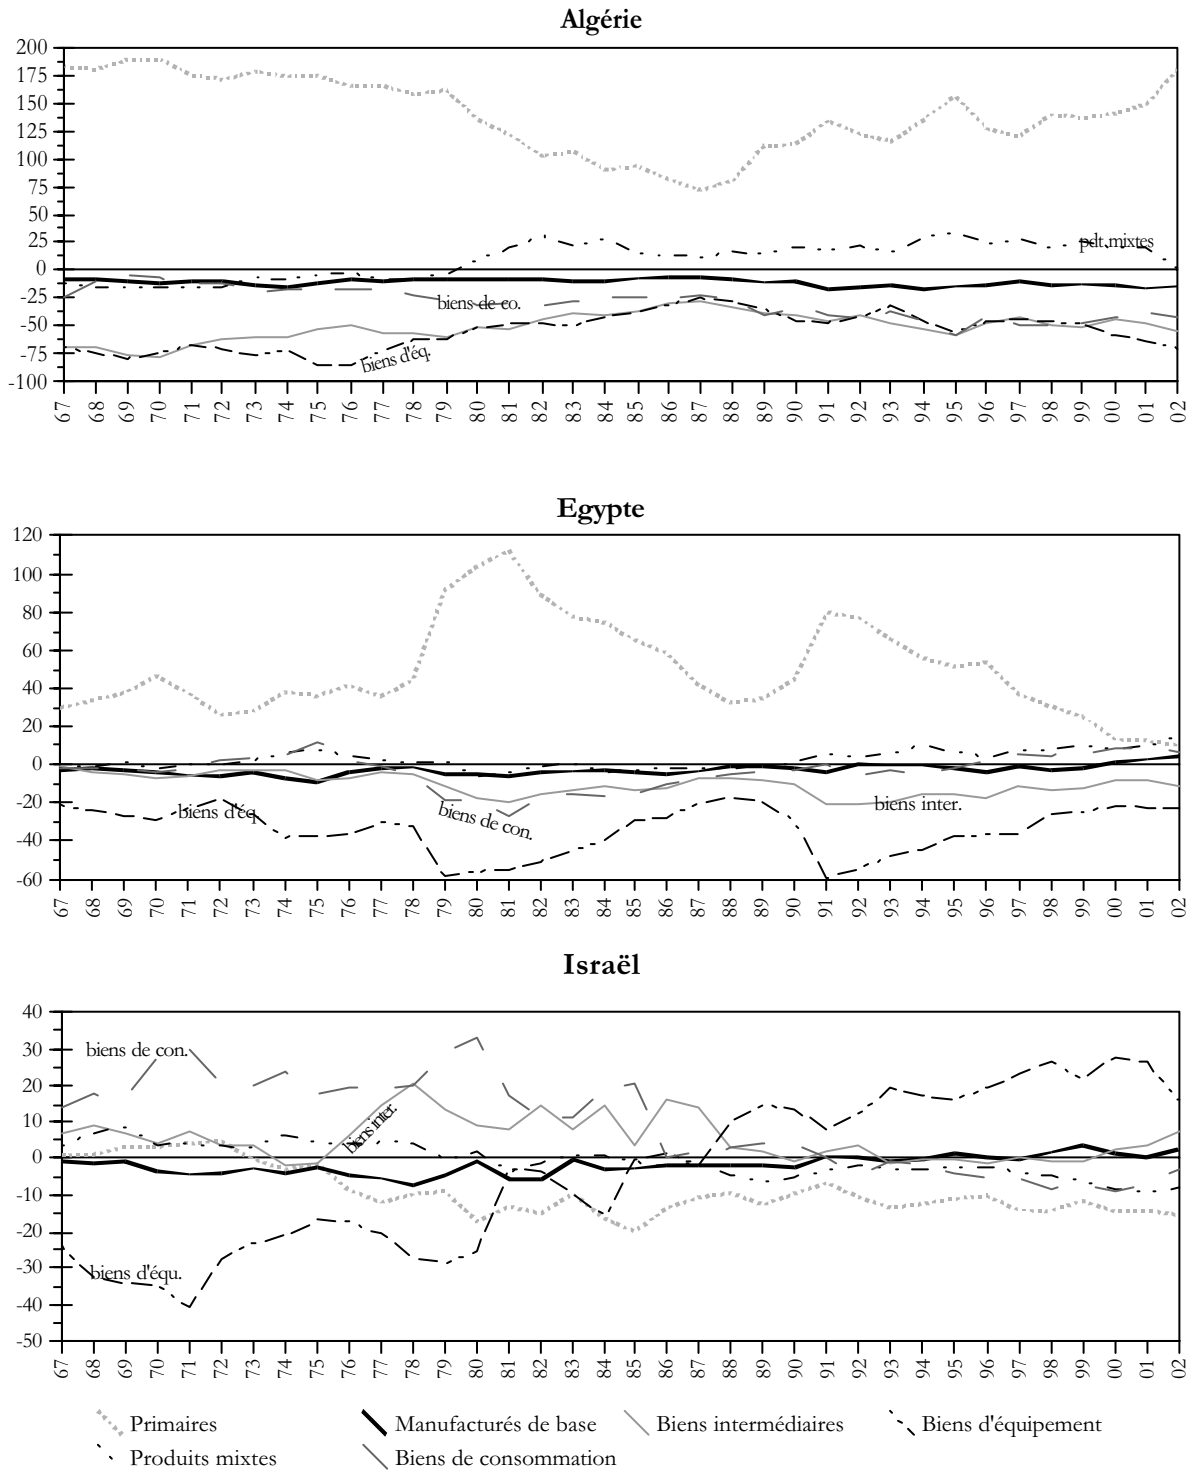 Algérie
200
175
150
125
100
75
50
25
0
-25
-50
-75
-100
pdt.mixtes
biens de co.
biens d'éq.
67 68 69 70 71 72 73 74 75 76 77 78 79 80 81 82 83 84 85 86 87 88 89 90 91 92 93 94 95 96 97 98 99 00 01 02
Egypte
120
100
80
60
40
20
0
-20
-40
-60
biens d'éq.
biens de con.
biens inter.
67 68 69 70 71 72 73 74 75 76 77 78 79 80 81 82 83 84 85 86 87 88 89 90 91 92 93 94 95 96 97 98 99 00 01 02
Israël
40
30
20
10
0
-10
-20
-30
-40
-50
biens de con.
biens inter.
biens d'équ.
67 68 69 70 71 72 73 74 75 76 77 78 79 80 81 82 83 84 85 86 87 88 89 90 91 92 93 94 95 96 97 98 99 00 01 02
Primaires Manufacturés de base Biens intermédiaires Biens d'équipement
Produits mixtes Biens de consommation